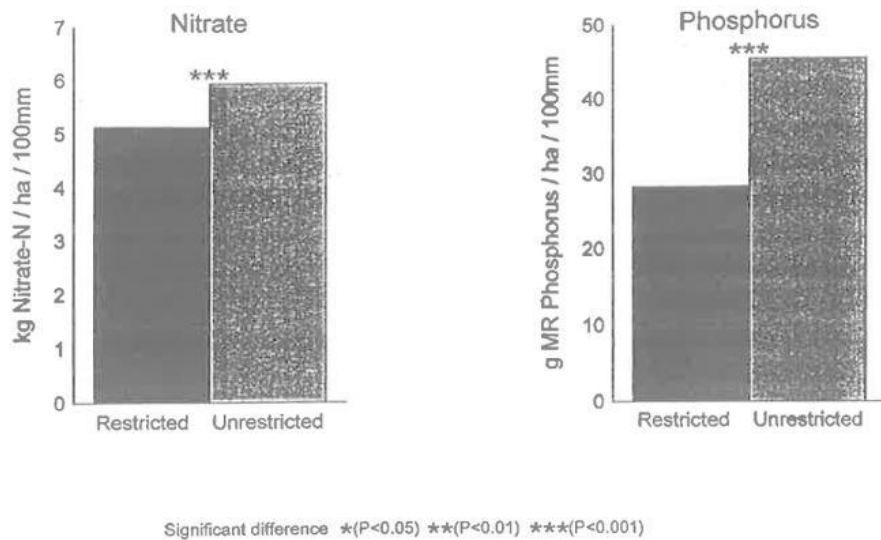 Nitrate
kg Nitrate-N / ha / 100mm
7
6
5
4
3
2
1
0
***
Restricted Unrestricted
Phosphorus
g MR Phosphorus / ha / 100mm
50
40
30
20
10
0
***
Restricted Unrestricted
Significant difference *(P<0.05) **(P<0.01) ***(P<0.001)